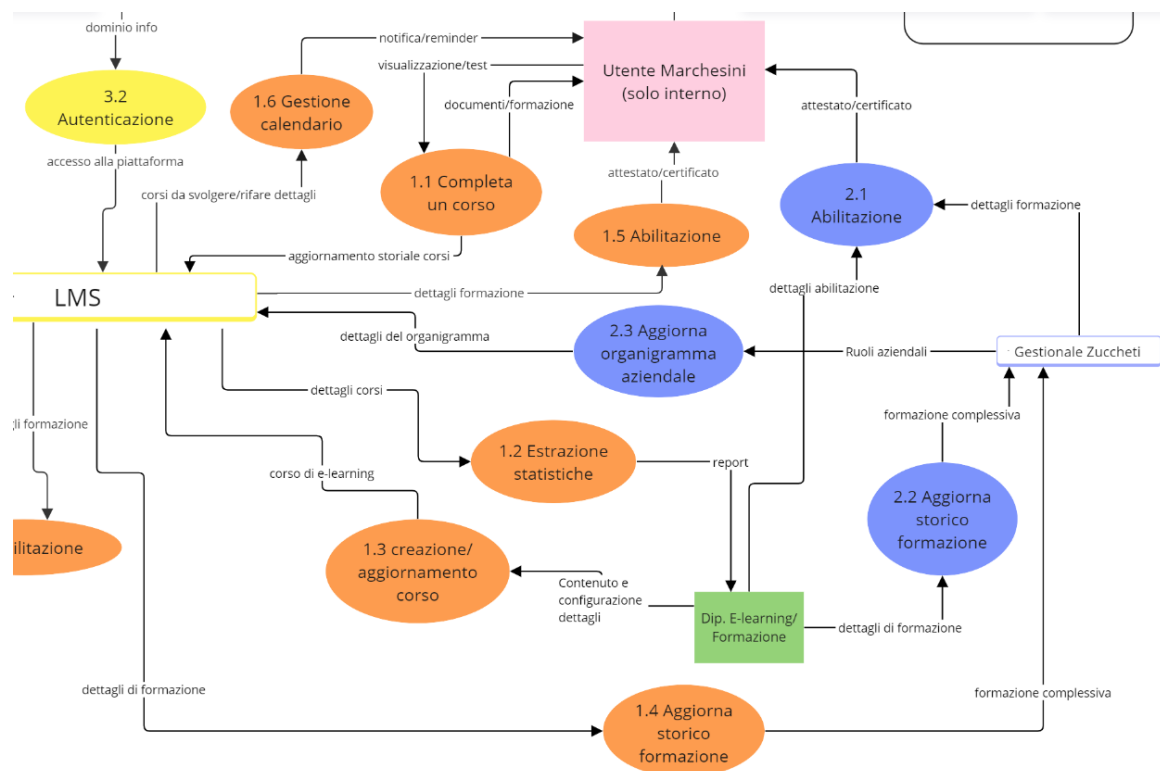 dominio info
notifica/reminder
visualizzazione/test
Utente Marchesini
(solo interno)
3.2
Autenticazione
1.6 Gestione
calendario
documenti/formazione
attestato/certificato
accesso alla piattaforma
corsi da svolgere/rifare dettagli
1.1 Completa
un corso
attestato/certificato
2.1
Abilitazione
dettagli formazione
1.5 Abilitazione
aggiornamento storiale corsi
dettagli abilitazione
LMS
dettagli formazione
dettagli del organigramma
2.3 Aggiorna
organigramma
aziendale
Ruoli aziendali
Gestionale Zuccheti
dettagli corsi
formazione complessiva
gli formazione
1.2 Estrazione
statistiche
report
corso di e-learning
2.2 Aggiorna
storico
formazione
ilitazione
1.3 creazione/
aggiornamento
corso
Contenuto e
configurazione
dettagli
Dip. E-learning/
Formazione
dettagli di formazione
dettagli di formazione
formazione complessiva
1.4 Aggiorna
storico
formazione